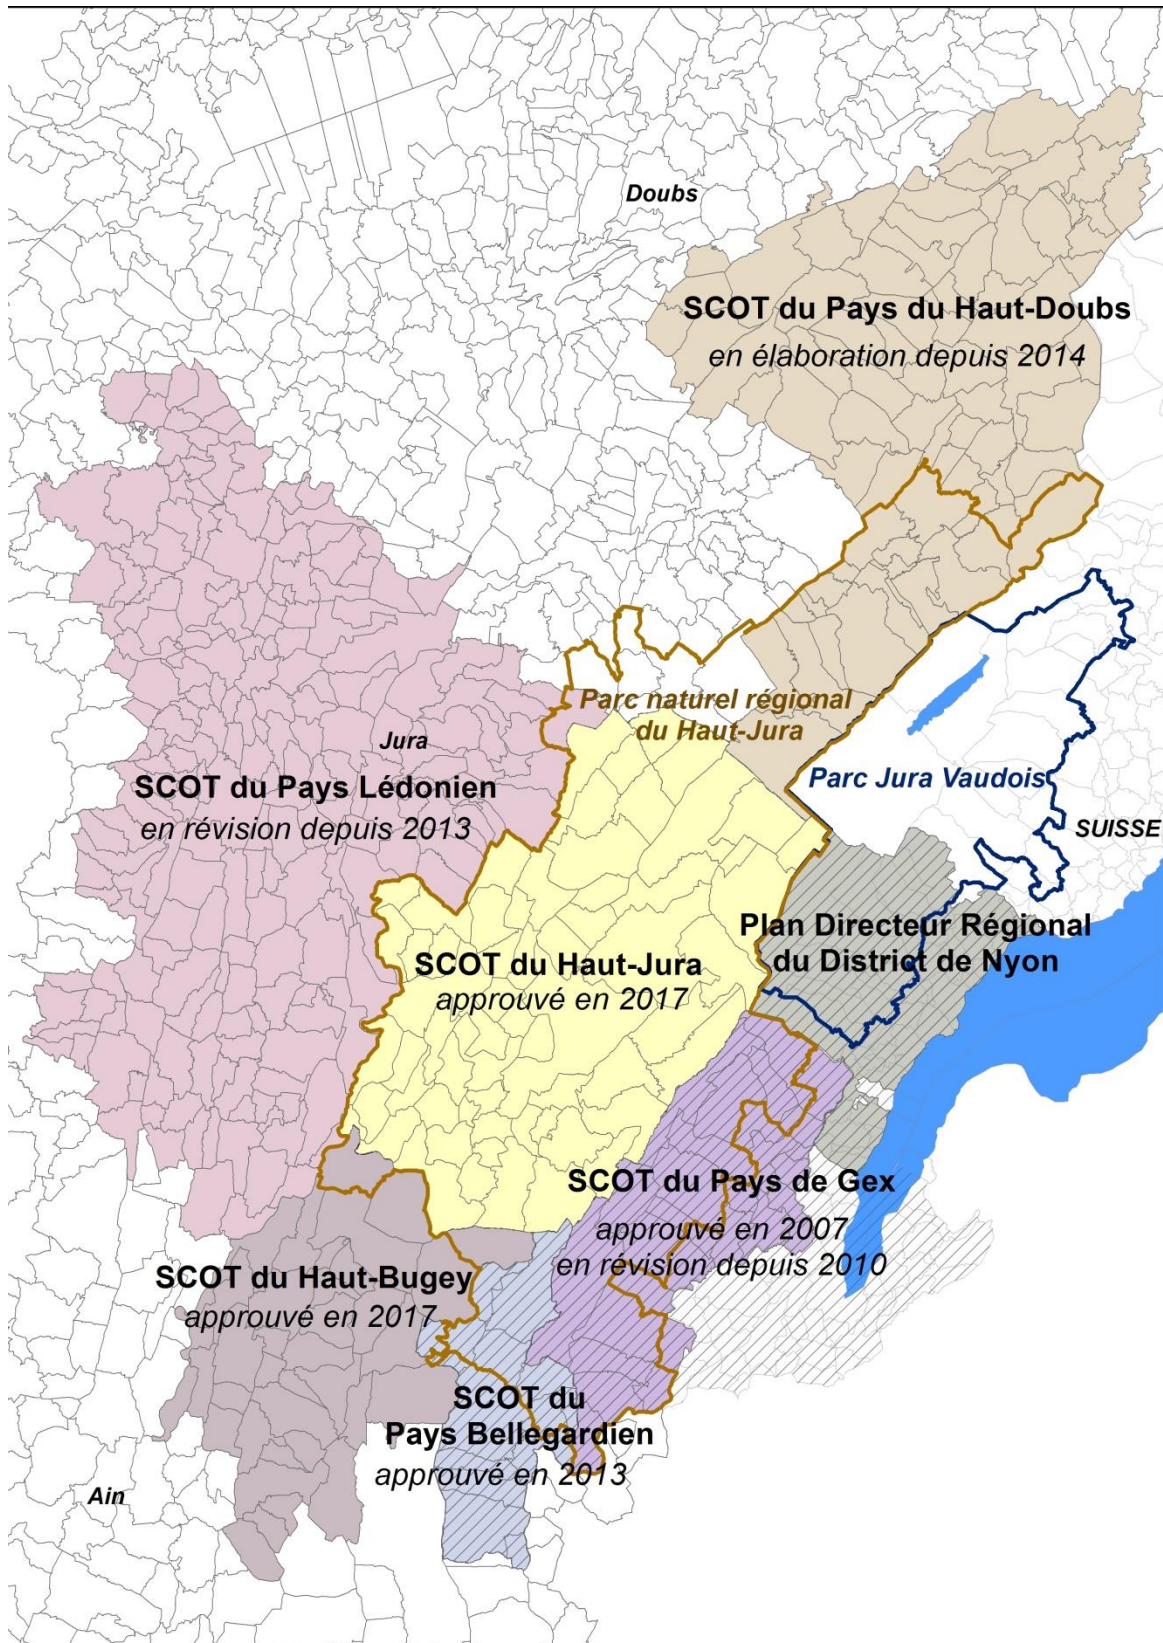 Doubs
SCOT du Pays du Haut-Doubs
en élaboration depuis 2014
Parc naturel régional
du Haut-Jura
Jura
SCOT du Pays Lédonien
en révision depuis 2013
Parc Jura Vaudois
SUISSE
Plan Directeur Régional
du District de Nyon
SCOT du Haut-Jura
approuvé en 2017
SCOT du Pays de Gex
approuvé en 2007
en révision depuis 2010
SCOT du Haut-Bugey
approuvé en 2017
SCOT du
Pays Bellegardien
approuvé en 2013
Ain